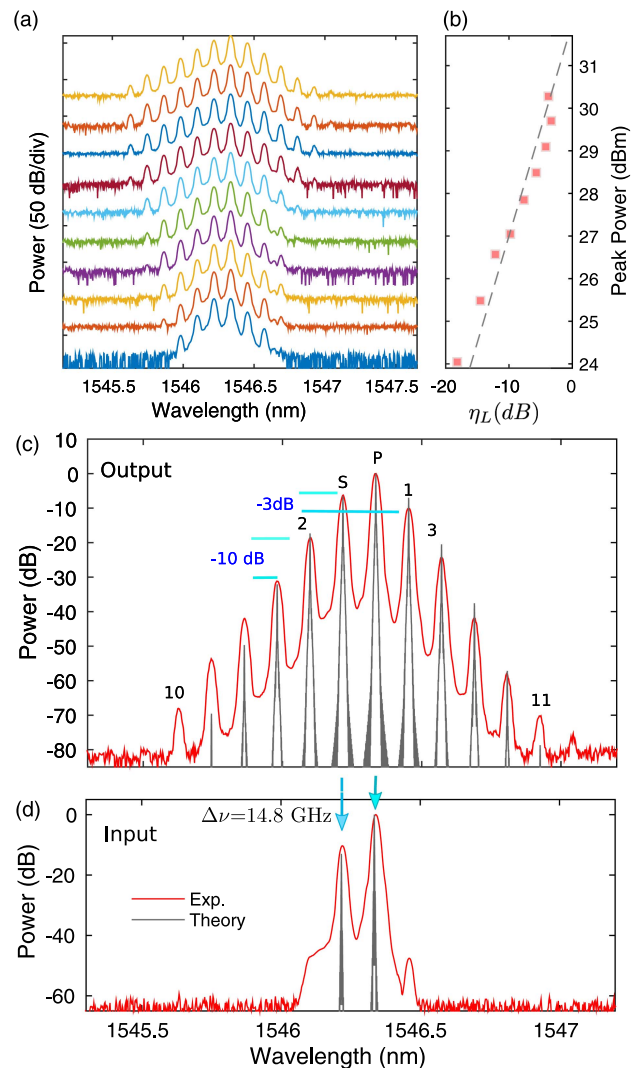 (a)
Power (50 dB/div)
1545.5 1546 1546.5 1547 1547.5
Wavelength (nm)
(b)
31
30
29
28
27
26
25
24
Peak Power (dBm)
-20 -10 0
η_L(dB)
(c)
10
0
-10
-20
-30
-40
-50
-60
-70
-80
Power (dB)
Output
P
S
1
-3dB
2
3
-10 dB
10
11
(d)
Δν=14.8 GHz
0
-20
-40
-60
Power (dB)
Input
Exp.
Theory
1545.5 1546 1546.5 1547
Wavelength (nm)